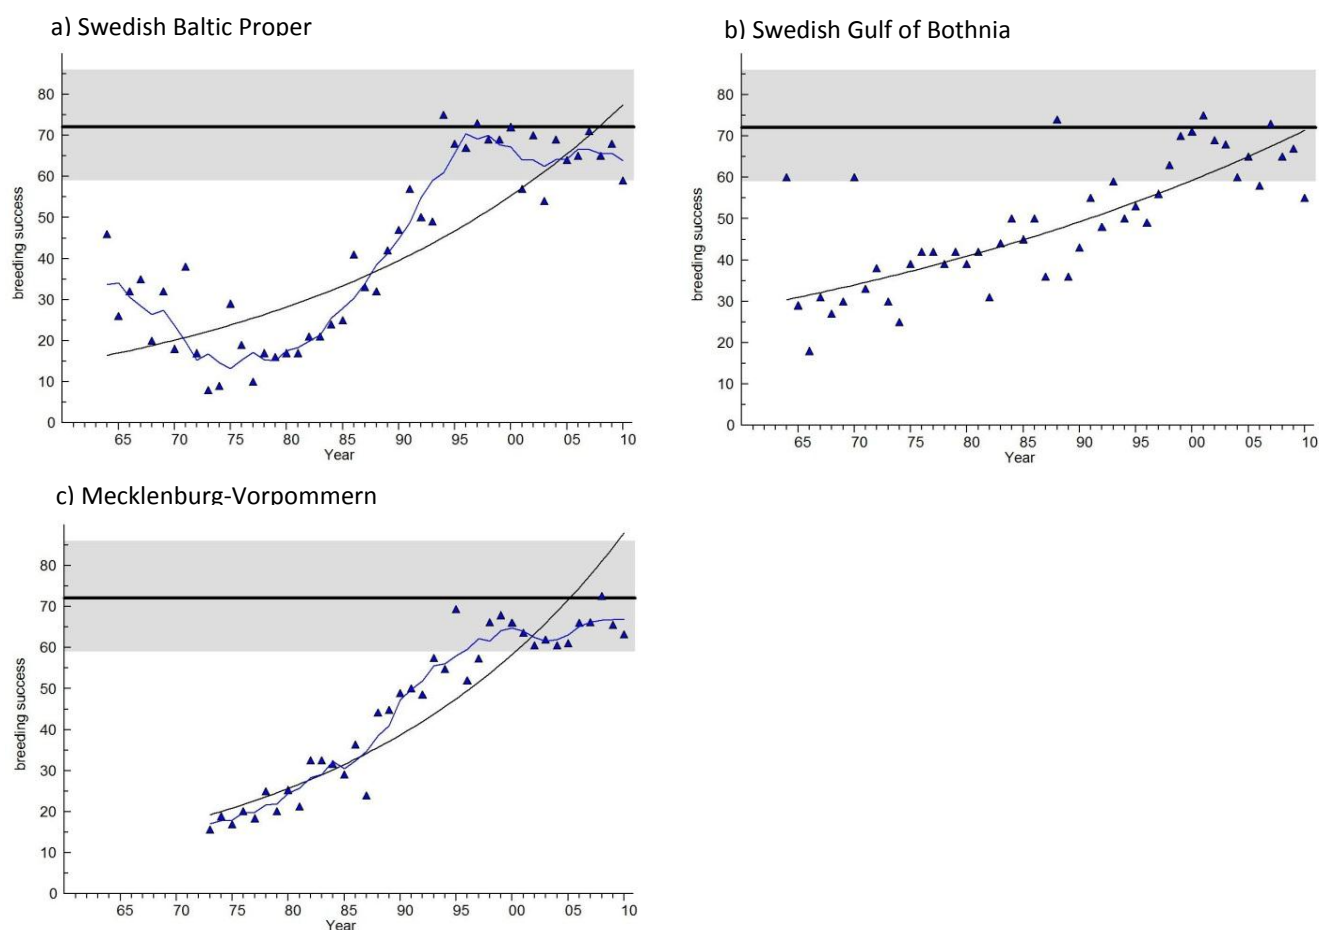 a) Swedish Baltic Proper
80
70
60
50
40
30
20
10
0
breeding success
65 70 75 80 85 90 95 00 05 10
Year
b) Swedish Gulf of Bothnia
80
70
60
50
40
30
20
10
0
breeding success
65 70 75 80 85 90 95 00 05 10
Year
c) Mecklenburg-Vorpommern
80
70
60
50
40
30
20
10
0
breeding success
65 70 75 80 85 90 95 00 05 10
Year